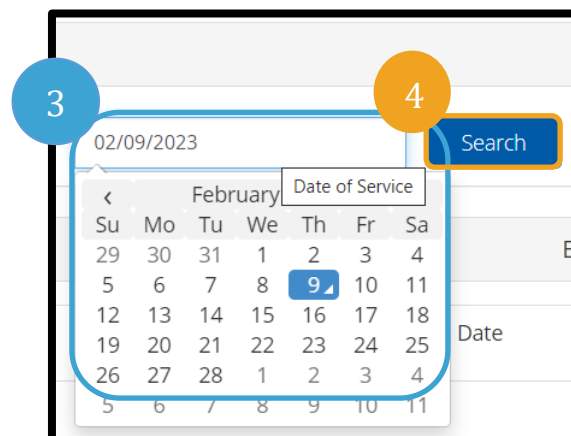 3
4
02/09/2023
Search
Date of Service
‹ February
Su Mo Tu We Th Fr Sa
29 30 31 1 2 3 4
5 6 7 8 9 10 11
12 13 14 15 16 17 18
Date
19 20 21 22 23 24 25
26 27 28 1 2 3 4
5 6 7 8 9 10 11